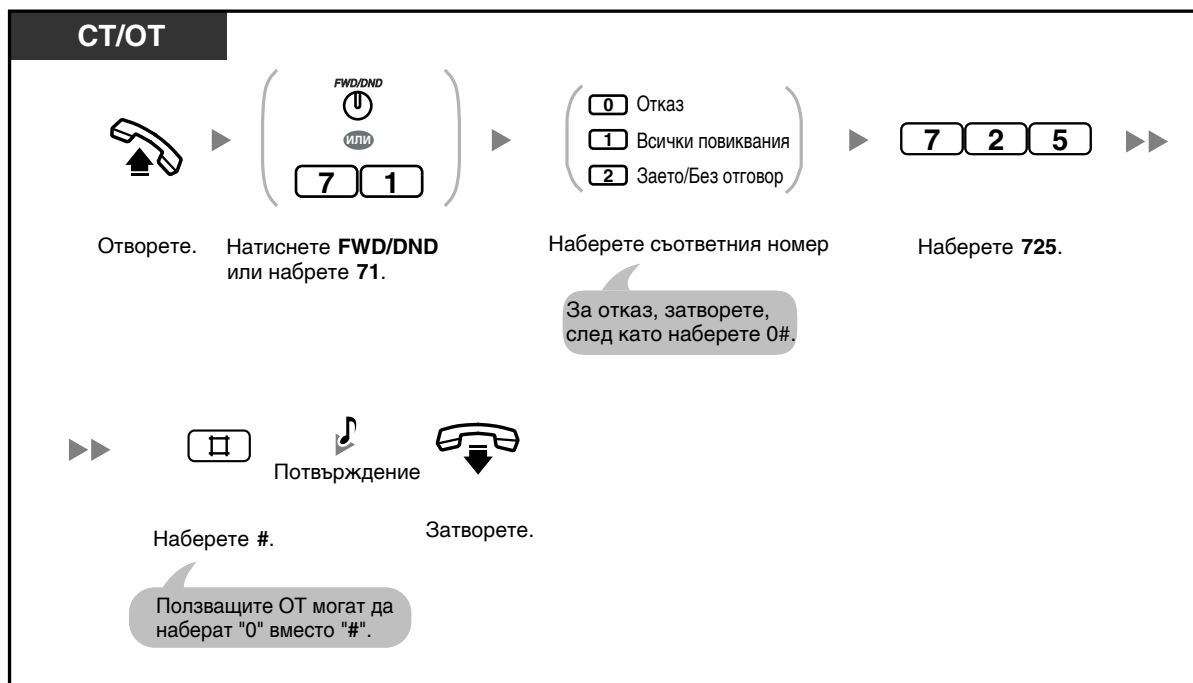 СТ/ОТ
FWD/DND
или
7 1
0 Отказ
1 Всички повиквания
2 Заето/Без отговор
7 2 5
Отворете.
Натиснете FWD/DND
или набрете 71.
Наберете съответния номер
Наберете 725.
За отказ, затворете,
след като наберете 0#.
Потвърждение
Наберете #.
Затворете.
Ползващите ОТ могат да
наберат "0" вместо "#".